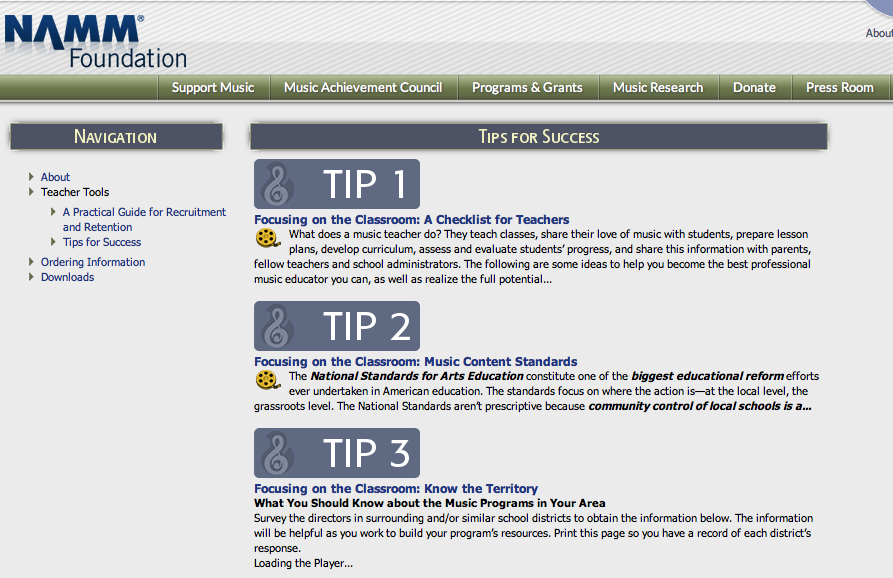 NAMM®
Foundation
About
Support Music
Music Achievement Council
Programs & Grants
Music Research
Donate
Press Room
NAVIGATION
About
Teacher Tools
A Practical Guide for Recruitment
and Retention
Tips for Success
Ordering Information
Downloads
TIPS FOR SUCCESS
TIP 1
Focusing on the Classroom: A Checklist for Teachers
What does a music teacher do? They teach classes, share their love of music with students, prepare lesson
plans, develop curriculum, assess and evaluate students' progress, and share this information with parents,
fellow teachers and school administrators. The following are some ideas to help you become the best professional
music educator you can, as well as realize the full potential...
TIP 2
Focusing on the Classroom: Music Content Standards
The National Standards for Arts Education constitute one of the biggest educational reform efforts
ever undertaken in American education. The standards focus on where the action is—at the local level, the
grassroots level. The National Standards aren't prescriptive because community control of local schools is a...
TIP 3
Focusing on the Classroom: Know the Territory
What You Should Know about the Music Programs in Your Area
Survey the directors in surrounding and/or similar school districts to obtain the information below. The information
will be helpful as you work to build your program's resources. Print this page so you have a record of each district's
response.
Loading the Player...